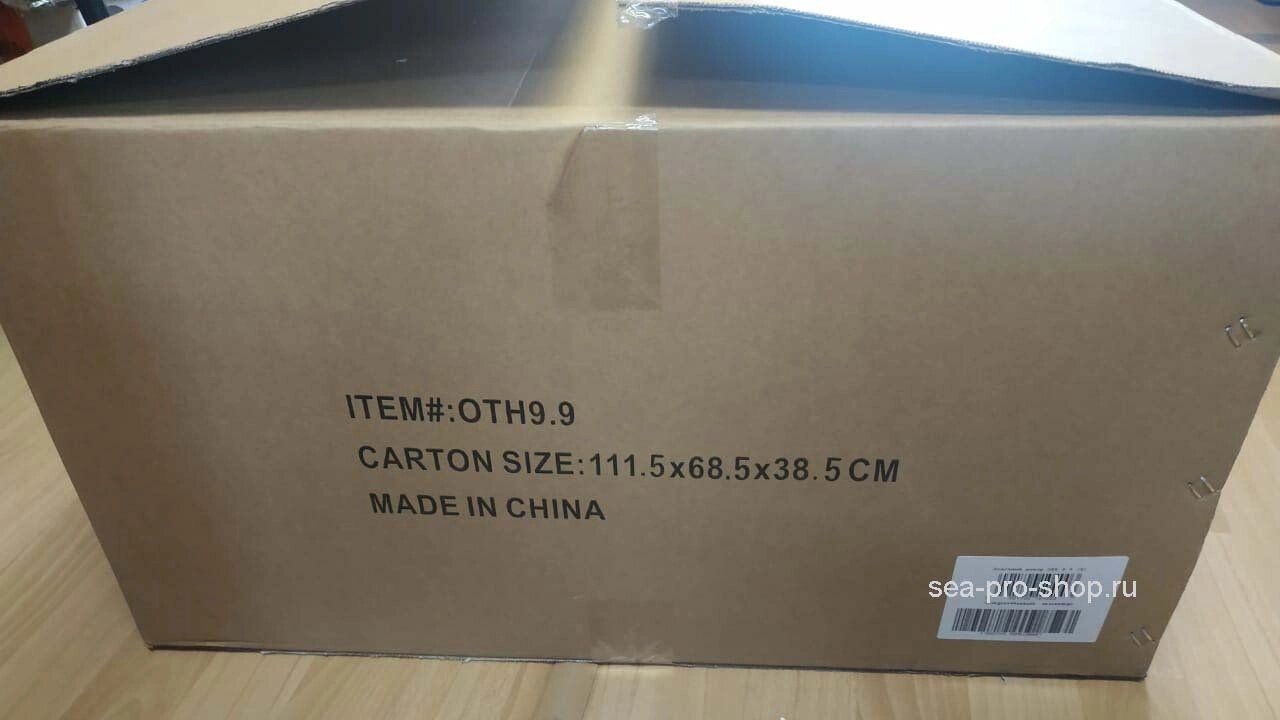 ITEM#:OTH9.9
CARTON SIZE:111.5x68.5x38.5CM
MADE IN CHINA
sea-pro-shop.ru